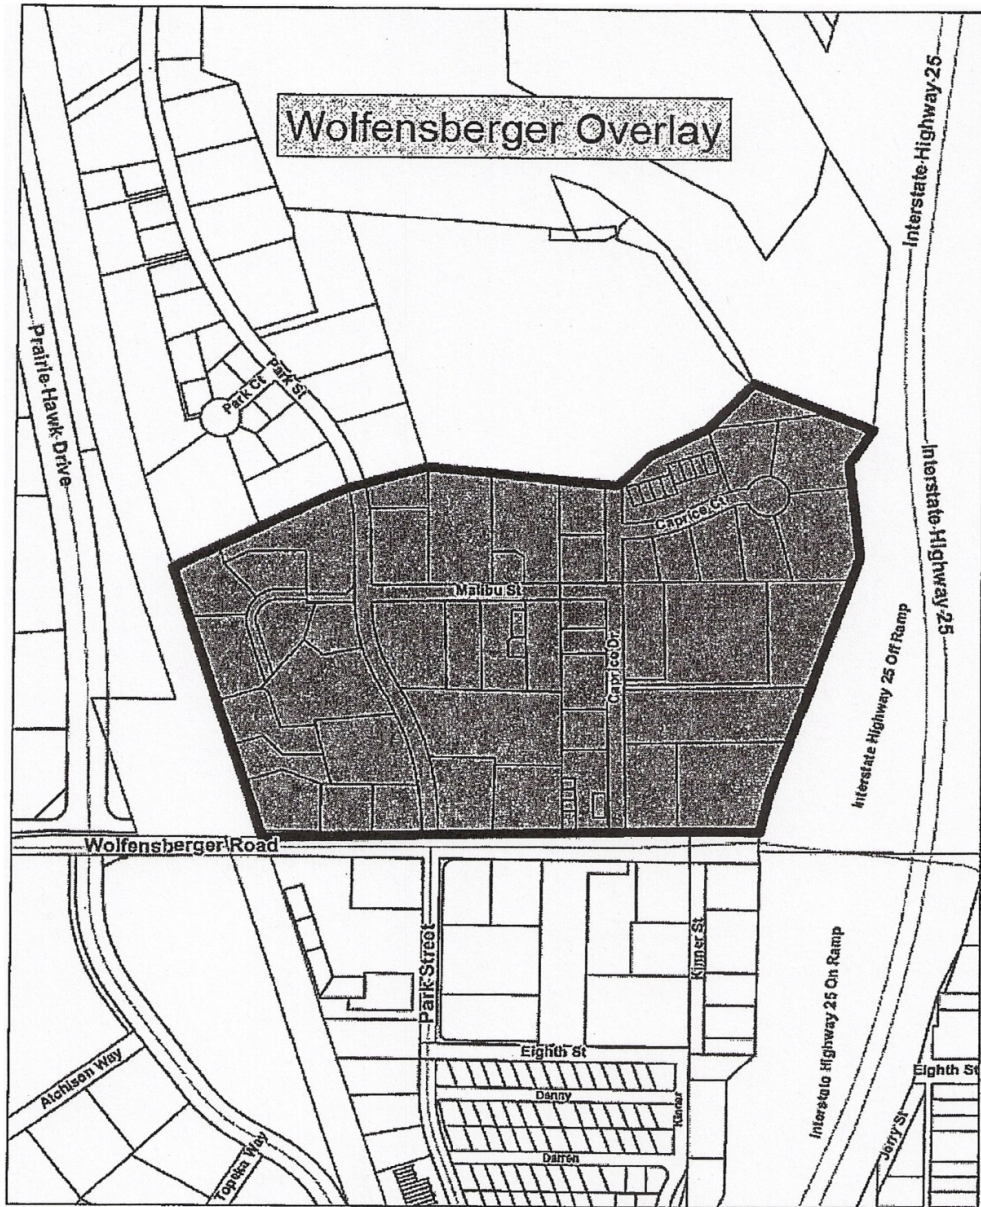 Wolfensberger Overlay
Interstate Highway 25
Prairie Hawk Drive
Park St
Park Ct
Interstate Highway 25
Caprice Ct
Malibu St
Caprice Dr
Interstate Highway 25 Off Ramp
Wolfensberger Road
Park Street
Kinner St
Interstate Highway 25 On Ramp
Eighth St
Eighth St
Atchison Way
Danny
Kinner
Jerry St
Darren
Topeka Way